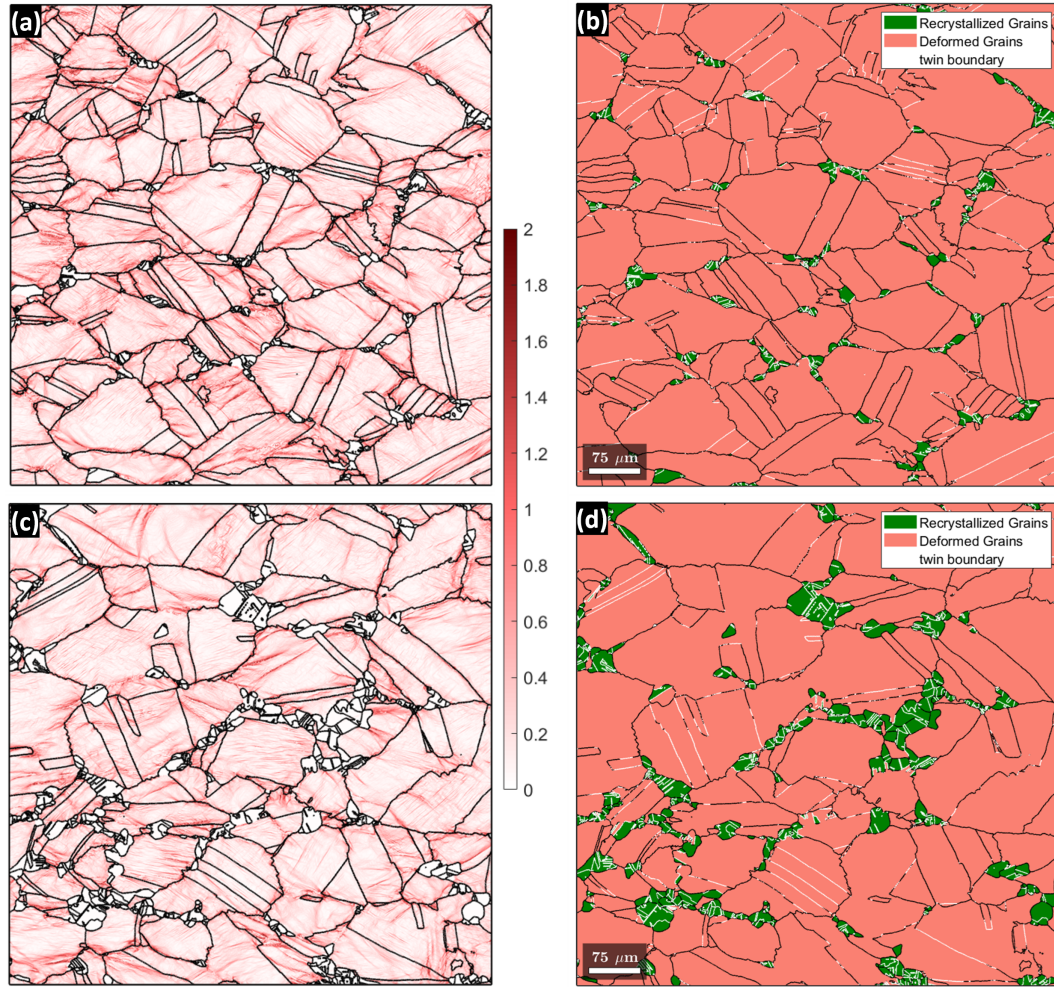 (a)
(b)
Recrystallized Grains
Deformed Grains
twin boundary
75 μm
2
1.8
1.6
1.4
1.2
1
0.8
0.6
0.4
0.2
0
(c)
(d)
Recrystallized Grains
Deformed Grains
twin boundary
75 μm